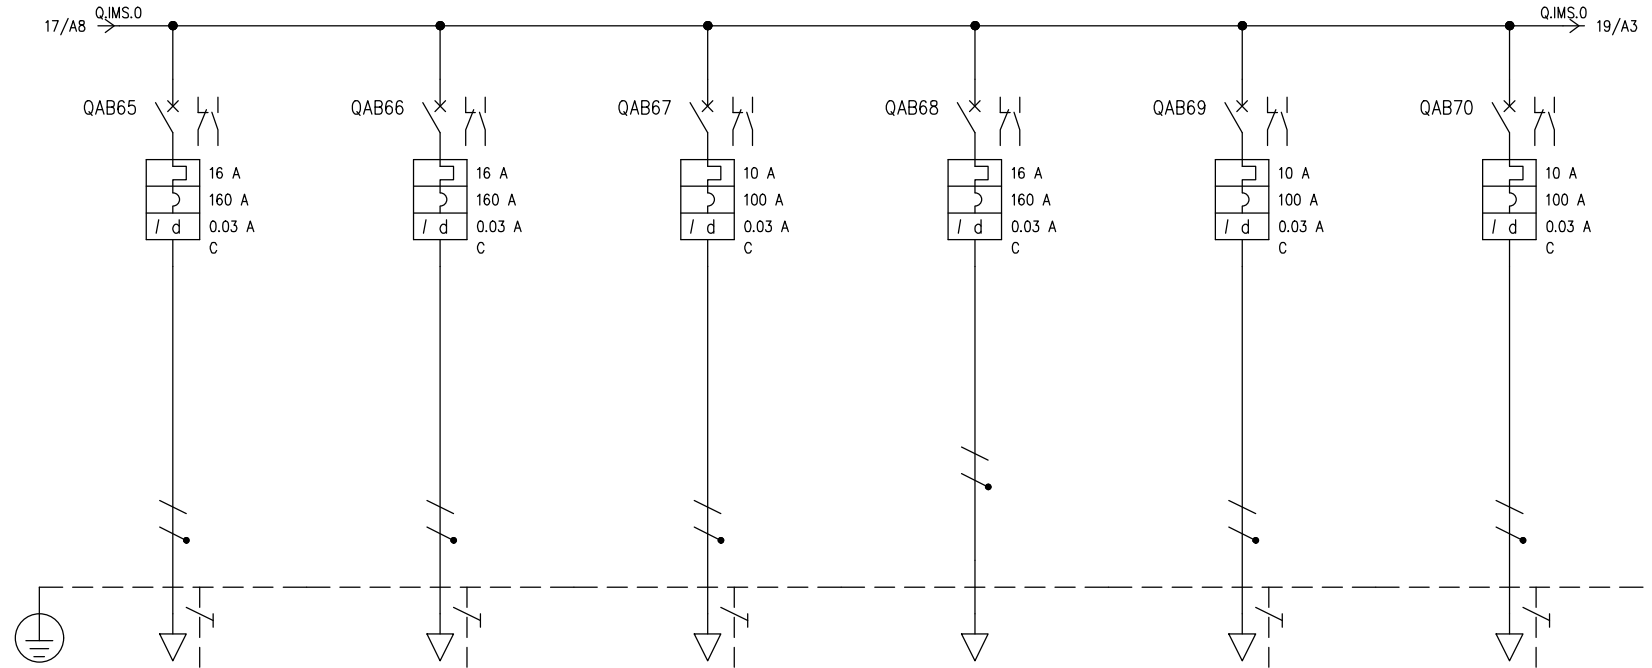 Q.IMS.0 Q.IMS.0
17/A8 19/A3
QAB65 QAB66 QAB67 QAB68 QAB69 QAB70
16 A 16 A 10 A 16 A 10 A 10 A
160 A 160 A 100 A 160 A 100 A 100 A
I d 0.03 A I d 0.03 A I d 0.03 A I d 0.03 A I d 0.03 A I d 0.03 A
C C C C C C